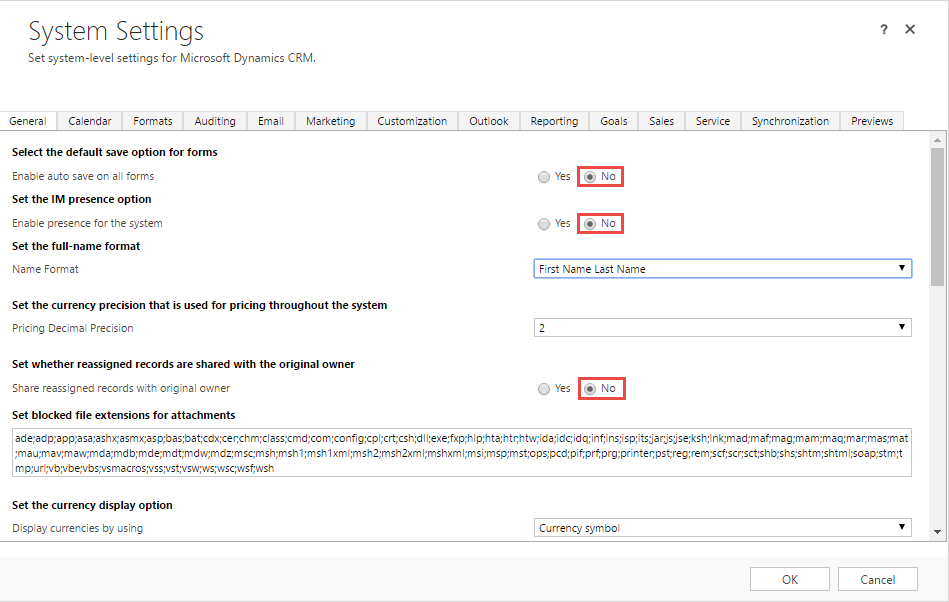 System Settings
?
Set system-level settings for Microsoft Dynamics CRM.
General Calendar Formats Auditing Email Marketing Customization Outlook Reporting Goals Sales Service Synchronization Previews
Select the default save option for forms
Enable auto save on all forms Yes No
Set the IM presence option
Enable presence for the system Yes No
Set the full-name format
Name Format First Name Last Name
Set the currency precision that is used for pricing throughout the system
Pricing Decimal Precision 2
Set whether reassigned records are shared with the original owner
Share reassigned records with original owner Yes No
Set blocked file extensions for attachments
ade;adp;app;asa;ashx;asmx;asp;bas;bat;cdx;cer;chm;class;cmd;com;config;cpl;crt;csh;dll;exe;fxp;hlp;hta;htr;htw;ida;idc;idq;inf;ins;isp;its;jar;js;jse;ksh;lnk;mad;maf;mag;mam;maq;mar;mas;mat
;mau;mav;maw;mda;mdb;mde;mdt;mdw;mdz;msc;msh;msh1;msh1xml;msh2;msh2xml;mshxml;msi;msp;mst;ops;pcd;pif;prf;prg;printer;pst;reg;rem;scf;scr;sct;shb;shs;shtm;shtml;soap;stm;t
mp;url;vb;vbe;vbs;vsmacros;vss;vst;vsw;ws;wsc;wsf;wsh
Set the currency display option
Display currencies by using Currency symbol
OK Cancel